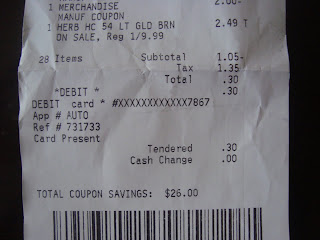 1 MERCHANDISE 2.00-
MANUF COUPON
1 HERB HC 54 LT GLD BRN 2.49 T
ON SALE, Reg 1/9.99
28 Items Subtotal 1.05-
Tax 1.35
Total .30
*DEBIT * .30
DEBIT card * #XXXXXXXXXXXX7867
App # AUTO
Ref # 731733
Card Present
Tendered .30
Cash Change .00
TOTAL COUPON SAVINGS: $26.00